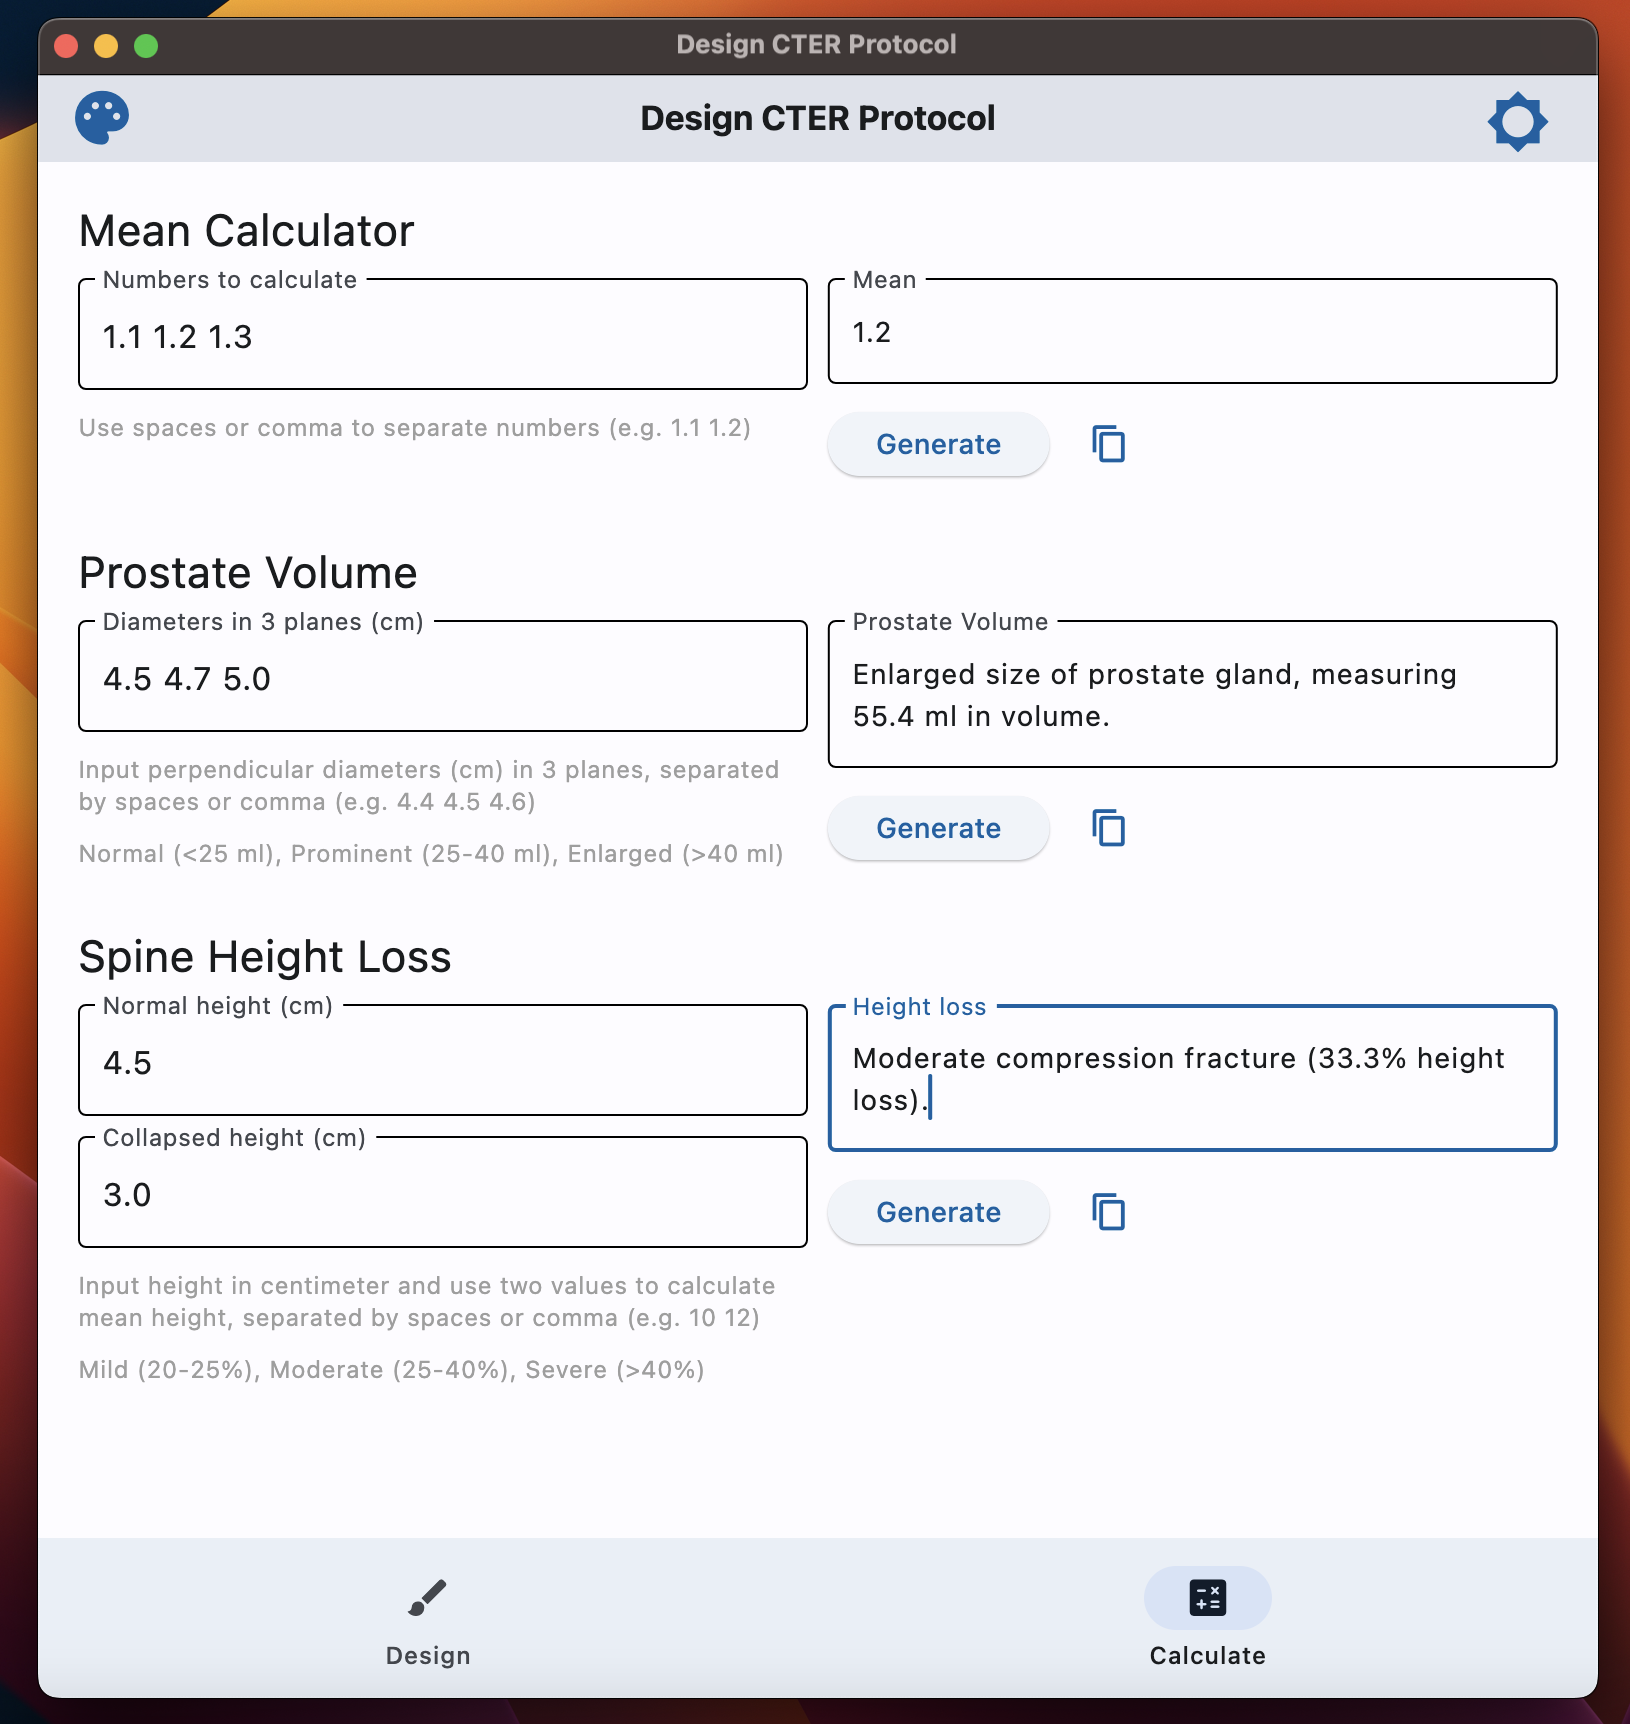 Design CTER Protocol
Design CTER Protocol
Mean Calculator
Numbers to calculate
1.1 1.2 1.3
Use spaces or comma to separate numbers (e.g. 1.1 1.2)
Mean
1.2
Generate
Prostate Volume
Diameters in 3 planes (cm)
4.5 4.7 5.0
Input perpendicular diameters (cm) in 3 planes, separated
by spaces or comma (e.g. 4.4 4.5 4.6)
Normal (<25 ml), Prominent (25-40 ml), Enlarged (>40 ml)
Prostate Volume
Enlarged size of prostate gland, measuring
55.4 ml in volume.
Generate
Spine Height Loss
Normal height (cm)
4.5
Collapsed height (cm)
3.0
Input height in centimeter and use two values to calculate
mean height, separated by spaces or comma (e.g. 10 12)
Mild (20-25%), Moderate (25-40%), Severe (>40%)
Height loss
Moderate compression fracture (33.3% height
loss).
Generate
Design
Calculate